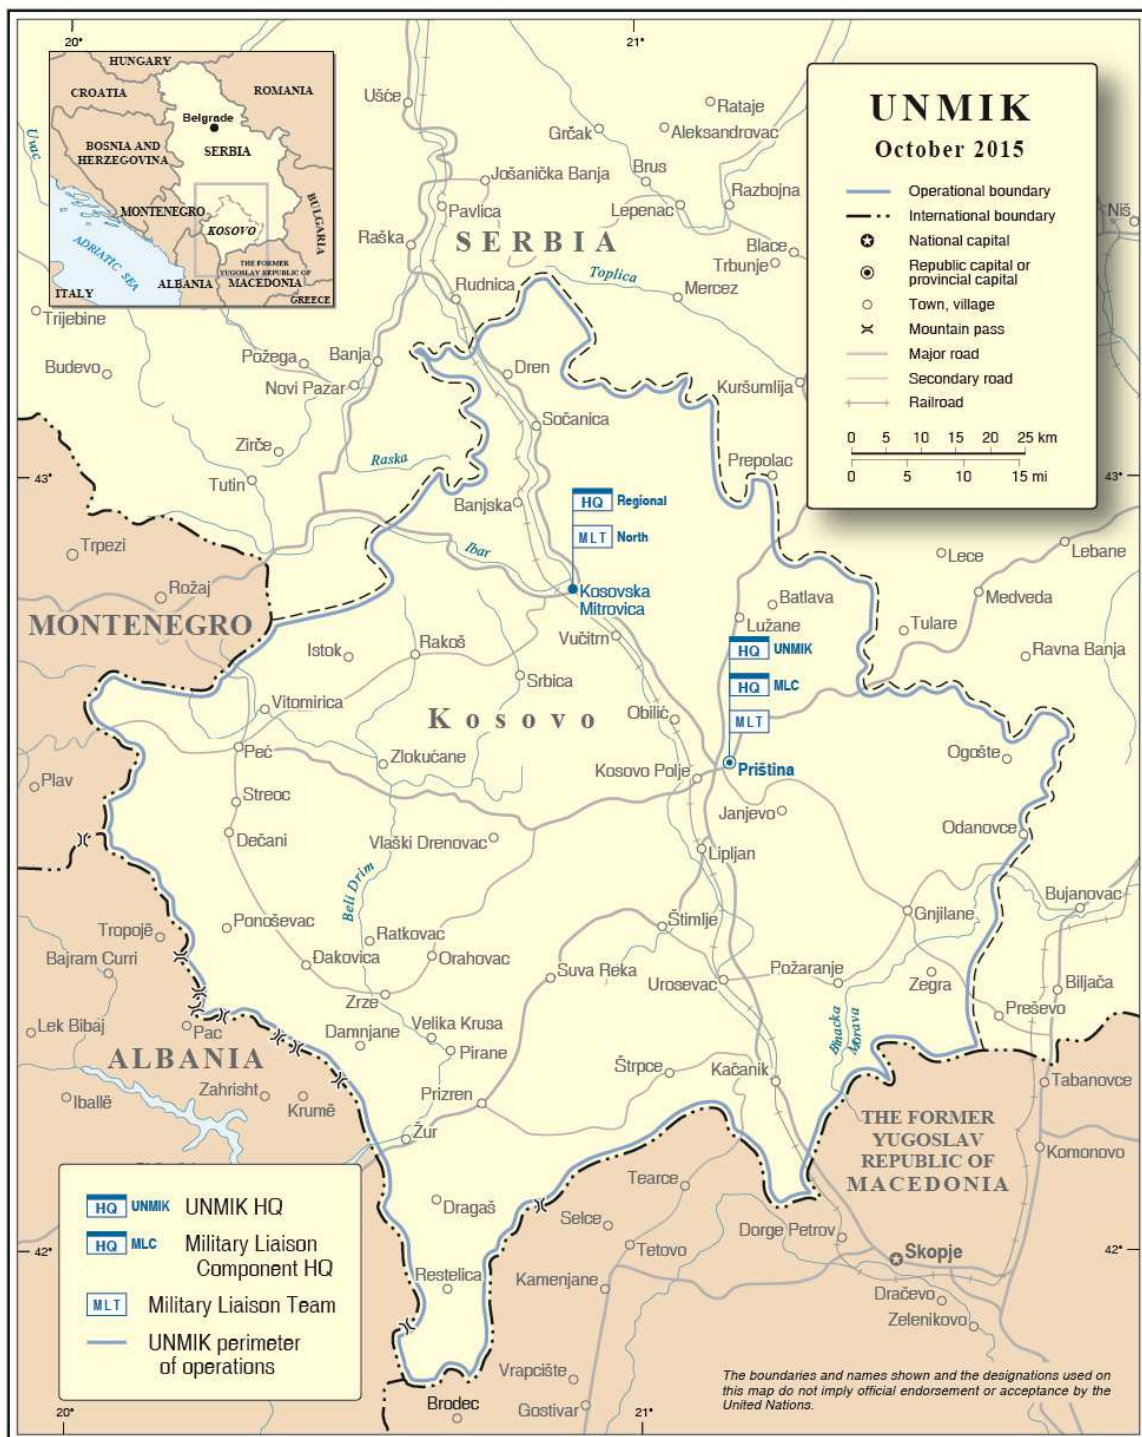 20°
21°
HUNGARY
CROATIA
ROMANIA
Belgrade
BOSNIA AND
HERZEGOVINA
SERBIA
MONTENEGRO
KOSOVO
BULGARIA
ADRIATIC SEA
THE FORMER
YUGOSLAV REPUBLIC OF
MACEDONIA
ALBANIA
ITALY
GREECE
UNMIK
October 2015
Operational boundary
International boundary
National capital
Republic capital or
provincial capital
Town, village
Mountain pass
Major road
Secondary road
Railroad
0 5 10 15 20 25 km
0 5 10 15 mi
Uvac
Ušće
Rataje
Grčak
Aleksandrovac
Brus
Jošanička Banja
Razbojna
Pavlica
Lepenac
Niš
Raška
SERBIA
Blace
Trbunje
Toplica
Rudnica
Mercez
Trijebine
Požega
Banja
Budevo
Dren
Novi Pazar
Kuršumlija
Sočanica
Zirče
Raska
Prepolac
43°
43°
Tutin
Banjska
HQ Regional
MLT North
Trpezi
Ibar
Lece
Lebane
Rožaj
Kosovska
Mitrovica
Batlava
Medveda
MONTENEGRO
Lužane
Vučitrn
Tulare
Istok
Rakoš
HQ UNMIK
Ravna Banja
Srbica
HQ MLC
Vitomirica
Kosovo
Obilić
MLT
Peć
Zlokućane
Ogošte
Kosovo Polje
Priština
Plav
Streoc
Janjevo
Dečani
Vlaški Drenovac
Odanovce
Lipljan
Beli Drim
Bujanovac
Ponoševac
Štimlje
Gnjilane
Tropojë
Ratkovac
Bajram Curri
Đakovica
Orahovac
Suva Reka
Požaranje
Urosevac
Zegra
Biljača
Zrze
Lek Bibaj
Pac
Damnjane
Velika Krusa
Binacka
Morava
Preševo
ALBANIA
Pirane
Štrpce
Kačanik
Zahrisht
Tabanovce
Iballë
Krumë
Prizren
THE FORMER
YUGOSLAV
REPUBLIC OF
MACEDONIA
Žur
Komonovo
Tearce
HQ UNMIK UNMIK HQ
HQ MLC Military Liaison
Component HQ
MLT Military Liaison Team
UNMIK perimeter
of operations
Dragaš
Selce
Dorge Petrov
Tetovo
42°
42°
Skopje
Restelica
Kamenjane
Dračevo
Zelenikovo
Vrapcište
Brodec
Gostivar
The boundaries and names shown and the designations used on
this map do not imply official endorsement or acceptance by the
United Nations.
20°
21°